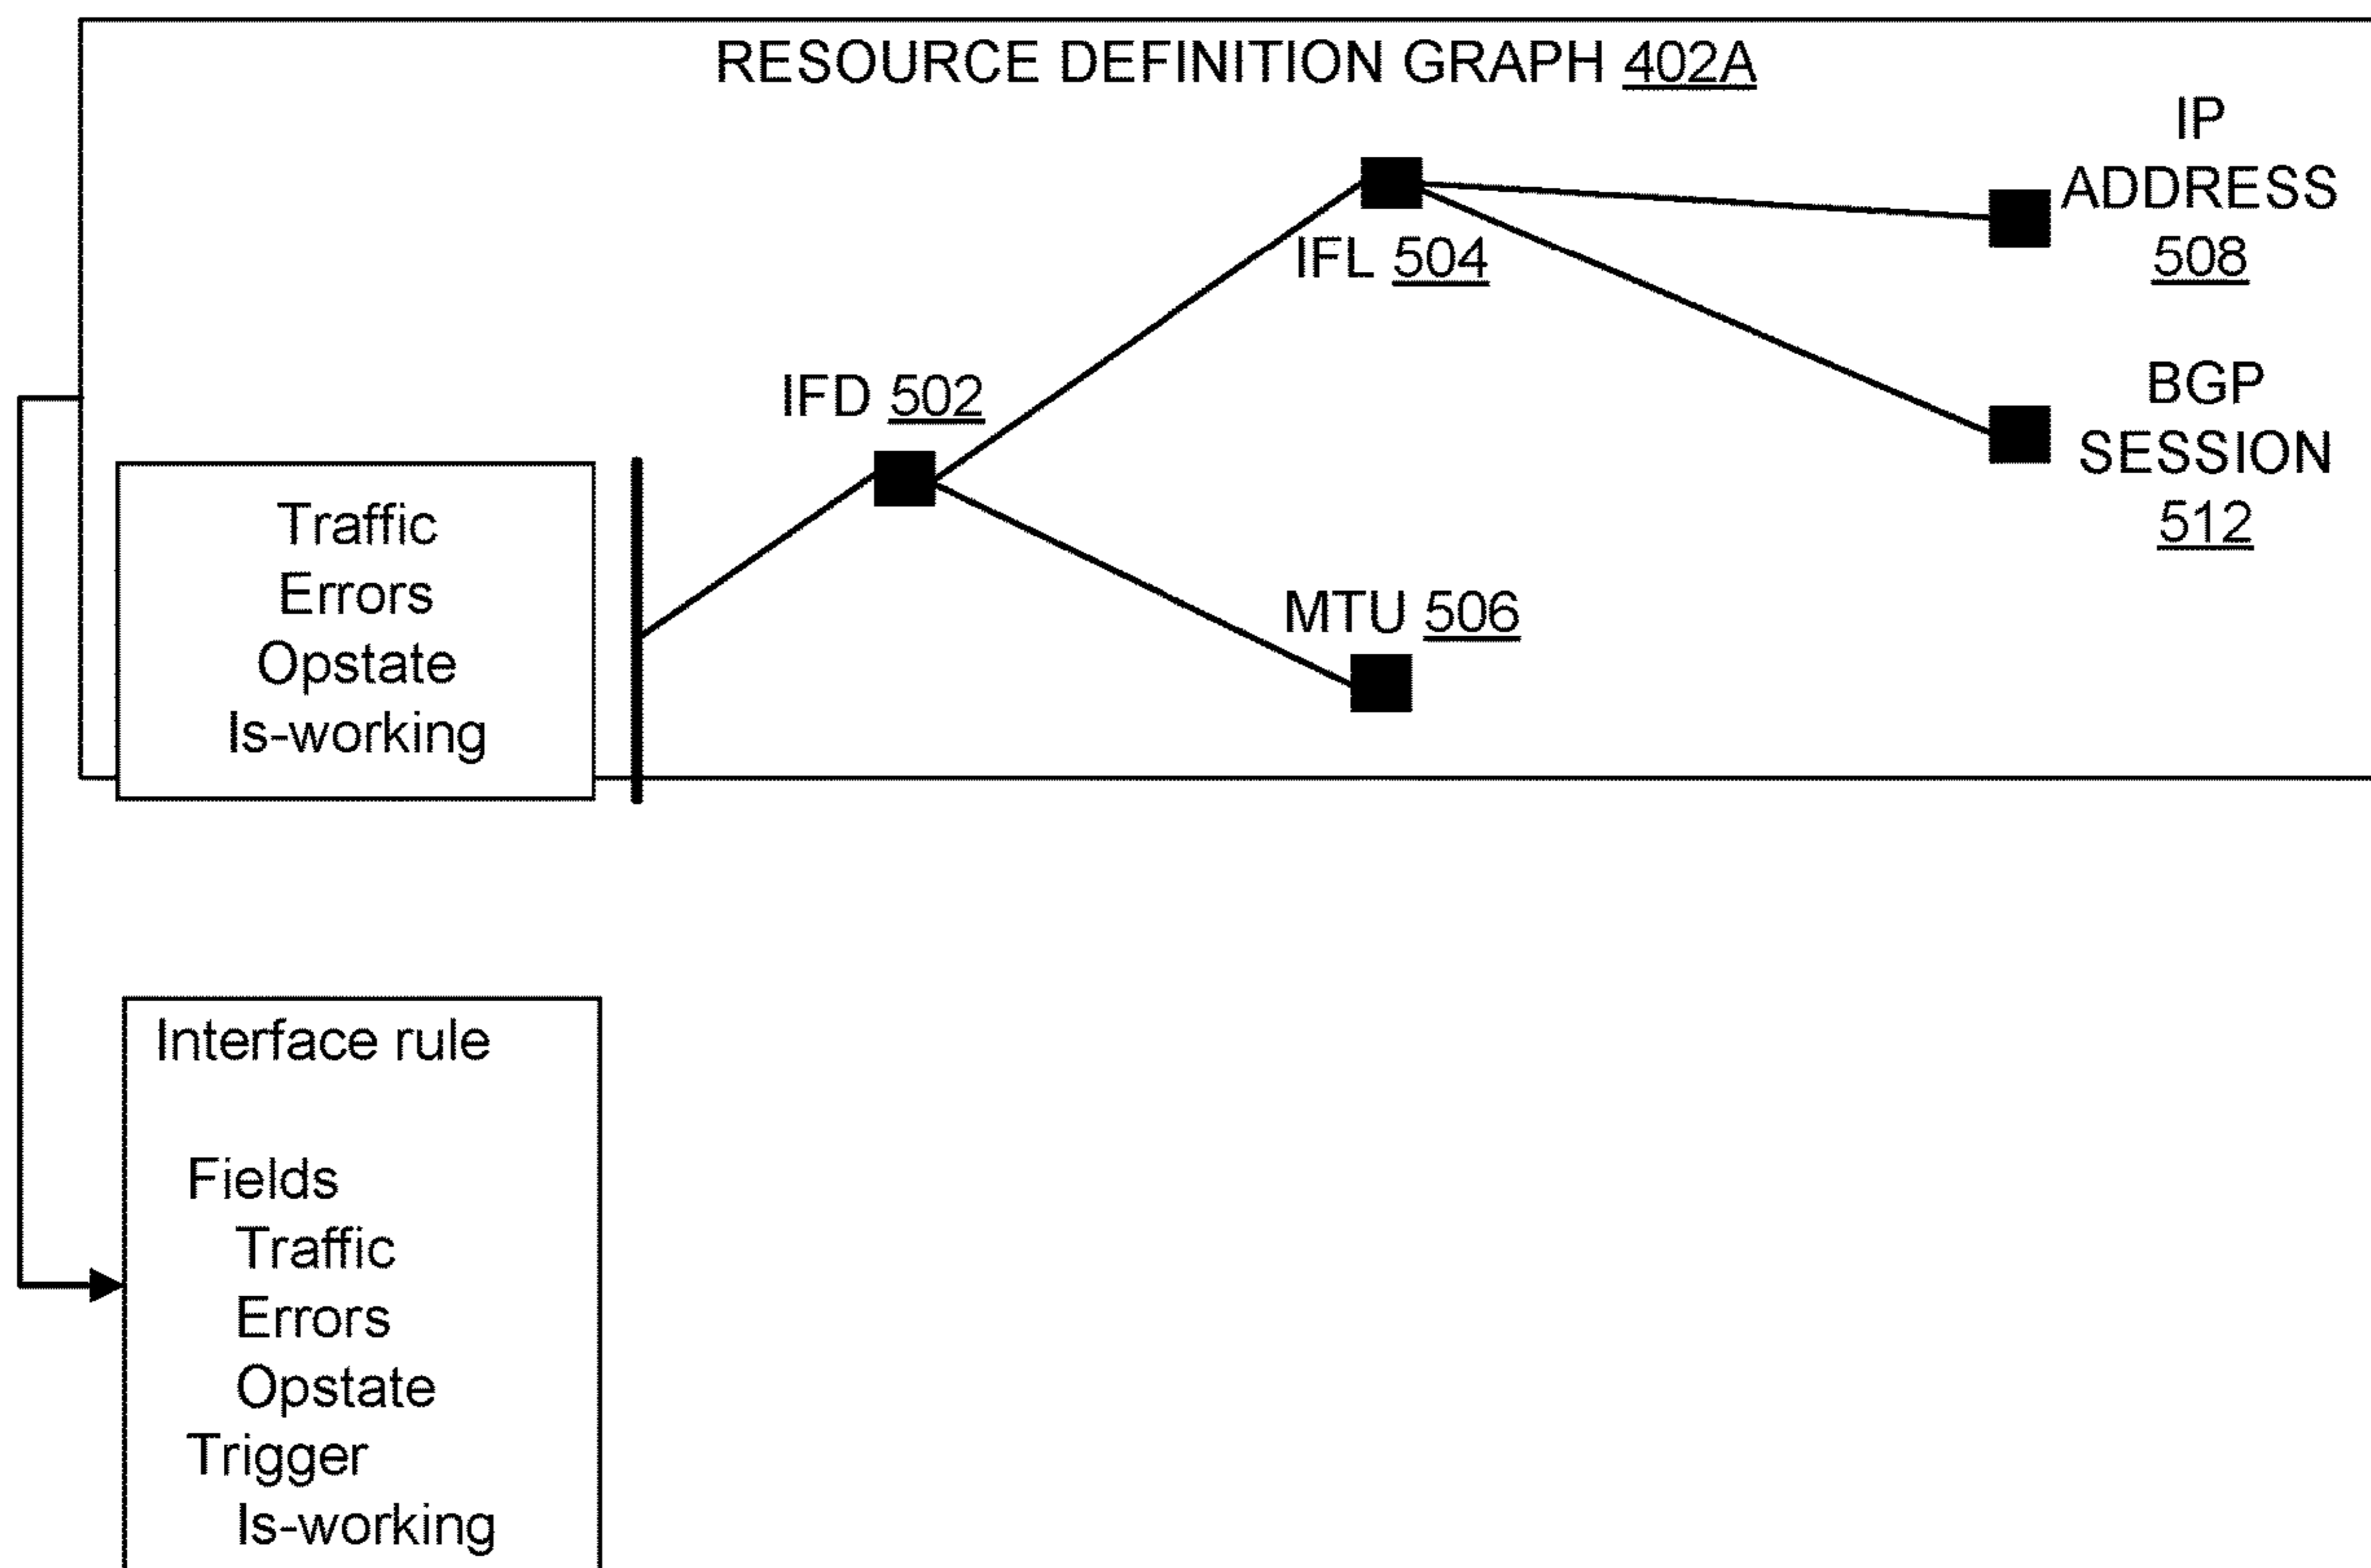 RESOURCE DEFINITION GRAPH 402A
IP
ADDRESS
508
IFL 504
IFD 502
BGP
SESSION
512
MTU 506
Traffic
Errors
Opstate
Is-working
Interface rule
Fields
Traffic
Errors
Opstate
Trigger
Is-working